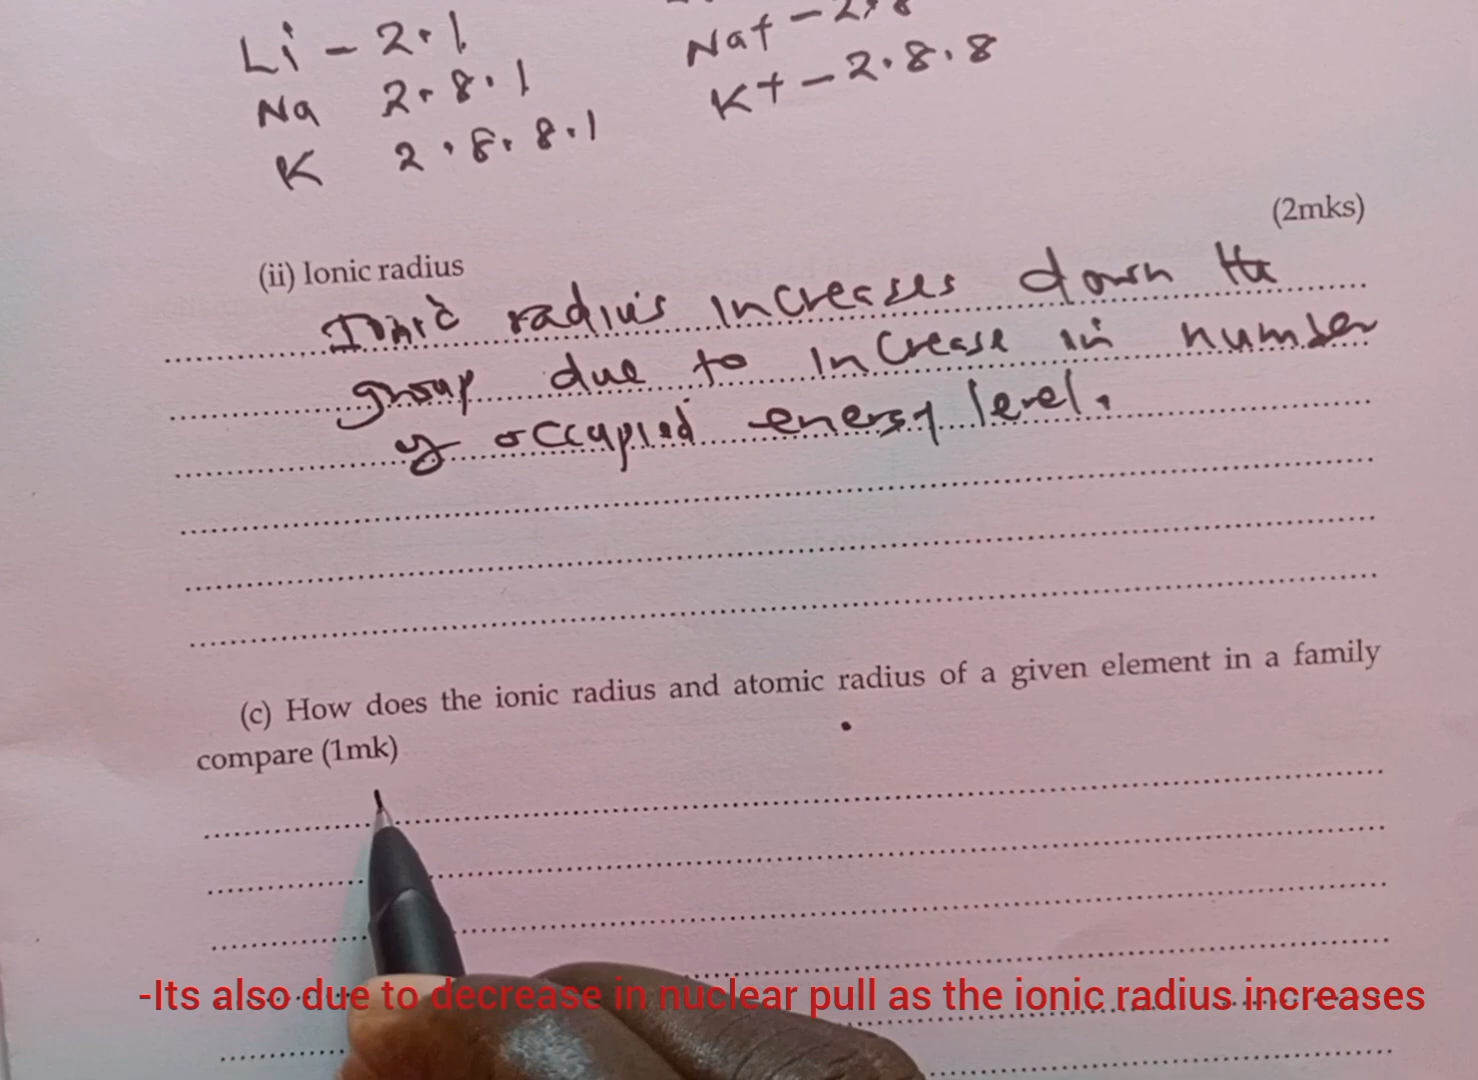 Li - 2.1
Na+ - 2.8
Na 2.8.1
K+ - 2.8.8
K 2.8.8.1
(2mks)
(ii) Ionic radius
Ionic radius increases down the
group due to increase in number
of occupied energy level.
(c) How does the ionic radius and atomic radius of a given element in a family
compare (1mk)
-Its also due to decrease in nuclear pull as the ionic radius increases